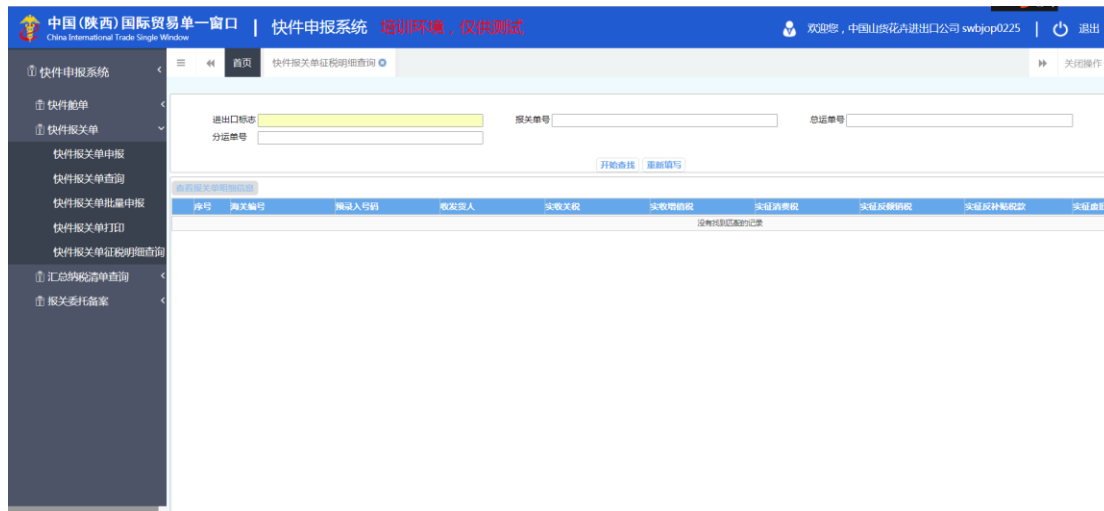 中国(陕西)国际贸易单一窗口 | 快件申报系统 培训环境，仅供测试
China International Trade Single Window
欢迎您，中国山货花卉进出口公司 swbjop0225 | 退出
快件申报系统
首页 快件报关单征税明细查询 关闭操作
快件舱单
快件报关单
快件报关单申报
快件报关单查询
快件报关单批量申报
快件报关单打印
快件报关单征税明细查询
汇总纳税清单查询
报关委托备案
进出口标志 报关单号 总运单号
分运单号
开始查找 重新填写
查看报关单明细信息
序号 海关编号 预录入号码 收发货人 实收关税 实收增值税 实征消费税 实征反倾销税 实征反补贴税款 实征废
没有找到匹配的记录